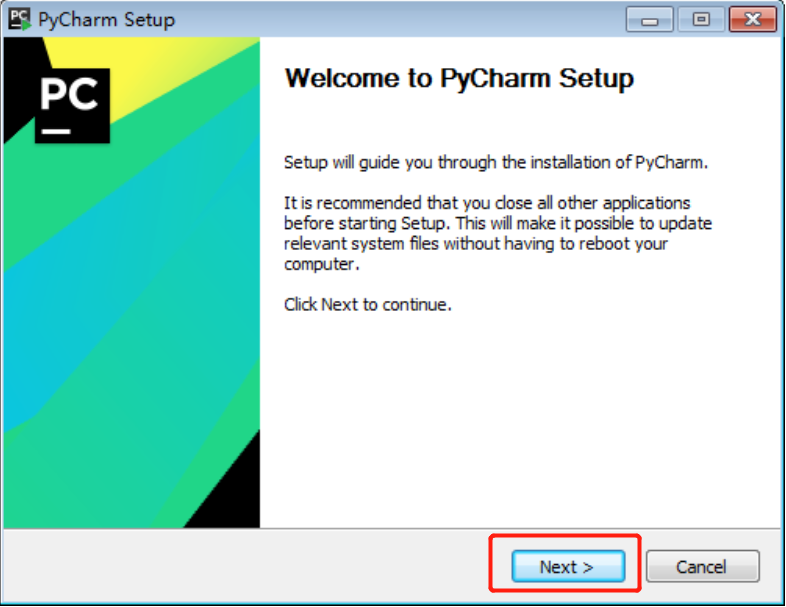 PC PyCharm Setup
PC
Welcome to PyCharm Setup
Setup will guide you through the installation of PyCharm.
It is recommended that you close all other applications
before starting Setup. This will make it possible to update
relevant system files without having to reboot your
computer.
Click Next to continue.
Next >
Cancel